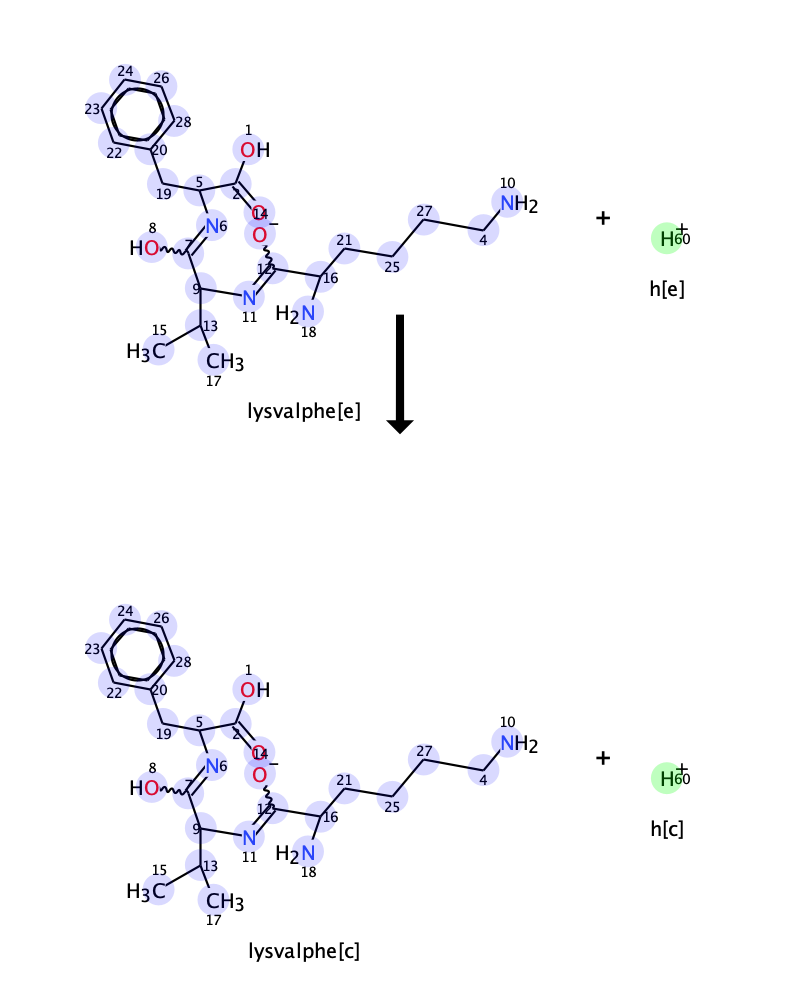 24
26
23
28
22
20
1
OH
19
5
2
10
NH2
8
HO
7
N6
O
14
O−
27
4
21
25
12
16
+
H+
60
h[e]
9
N
11
H2N
18
15
H3C
13
CH3
17
lysvalphe[e]
24
26
23
28
22
20
1
OH
19
5
2
10
NH2
8
HO
7
N6
O
14
O−
27
4
21
25
12
16
+
H+
60
h[c]
9
N
11
H2N
18
15
H3C
13
CH3
17
lysvalphe[c]